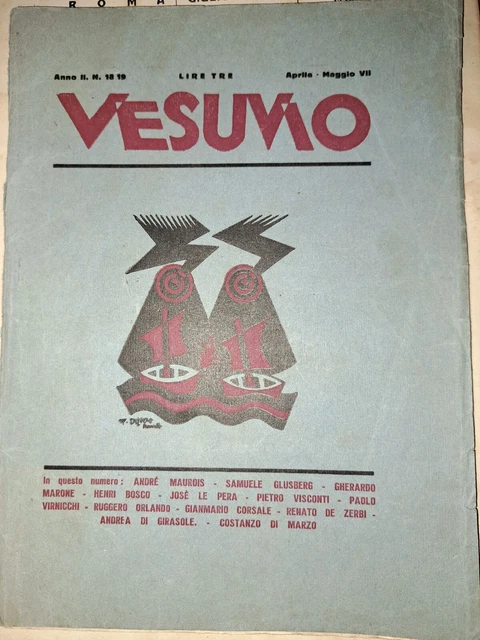 R O M A
Anno II. N. 18 19 LIRE TRE Aprile - Maggio VII
VESUVIO
In questo numero: ANDRÉ MAUROIS - SAMUELE GLUSBERG - GHERARDO
MARONE - HENRI BOSCO - JOSÉ LE PERA - PIETRO VISCONTI - PAOLO
VIRNICCHI - RUGGERO ORLANDO - GIANMARIO CORSALE - RENATO DE ZERBI -
ANDREA DI GIRASOLE. - COSTANZO DI MARZO